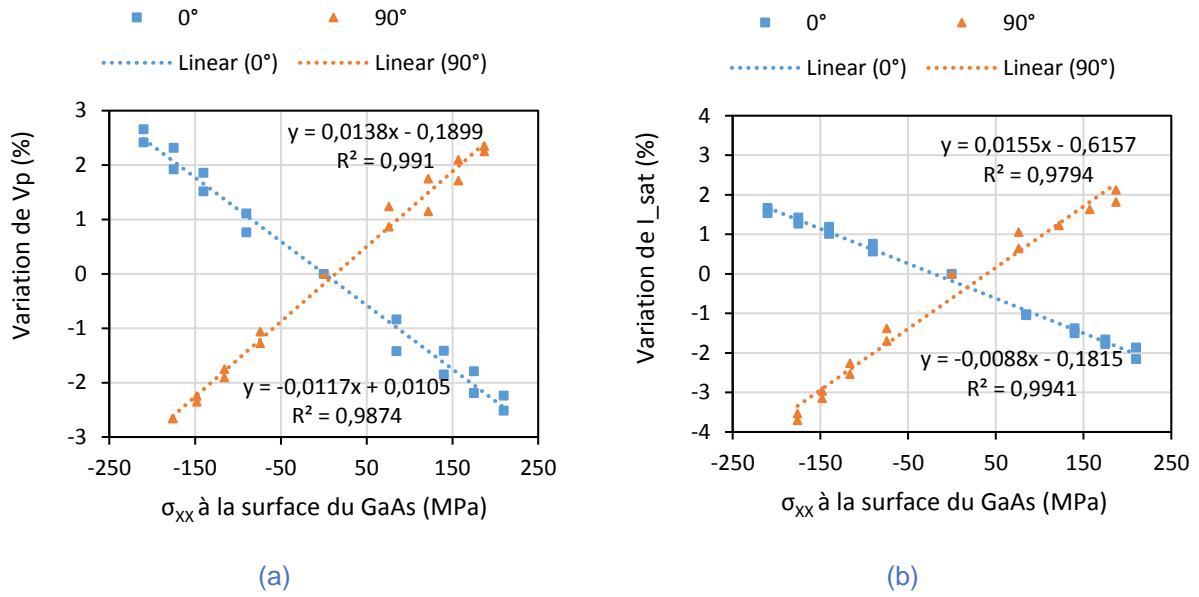 0° 90°
Linear (0°) Linear (90°)
Variation de Vp (%)
3
2
1
0
-1
-2
-3
y = 0,0138x - 0,1899
R² = 0,991
y = -0,0117x + 0,0105
R² = 0,9874
-250 -150 -50 50 150 250
σXX à la surface du GaAs (MPa)
(a)
0° 90°
Linear (0°) Linear (90°)
Variation de I_sat (%)
4
3
2
1
0
-1
-2
-3
-4
y = 0,0155x - 0,6157
R² = 0,9794
y = -0,0088x - 0,1815
R² = 0,9941
-250 -150 -50 50 150 250
σXX à la surface du GaAs (MPa)
(b)